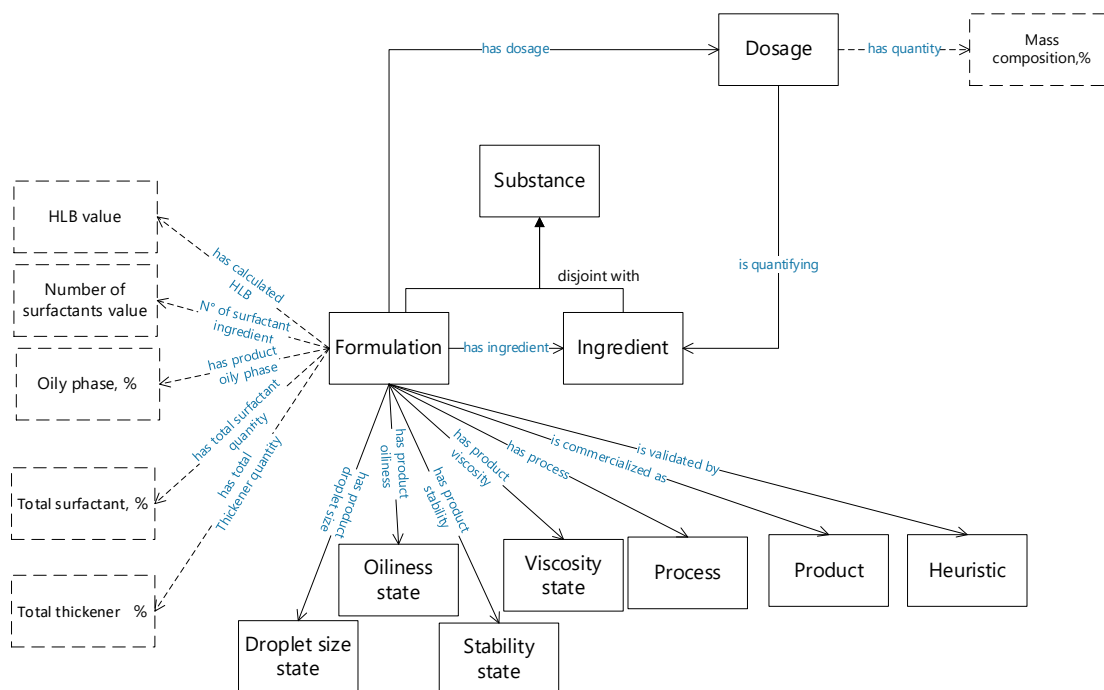 has dosage
Dosage
has quantity
Mass
composition,%
Substance
HLB value
has calculated
HLB
is quantifying
disjoint with
Number of
surfactants value
N° of surfactant
ingredient
Formulation
has ingredient
Ingredient
Oily phase, %
has product
oily phase
has total surfactant
quantity
has total
Thickener quantity
Total surfactant, %
Total thickener %
has product
droplet size
has product
oiliness
has product
stability
has product
viscosity
has process
is commercialized as
is validated by
Oiliness
state
Viscosity
state
Process
Product
Heuristic
Droplet size
state
Stability
state